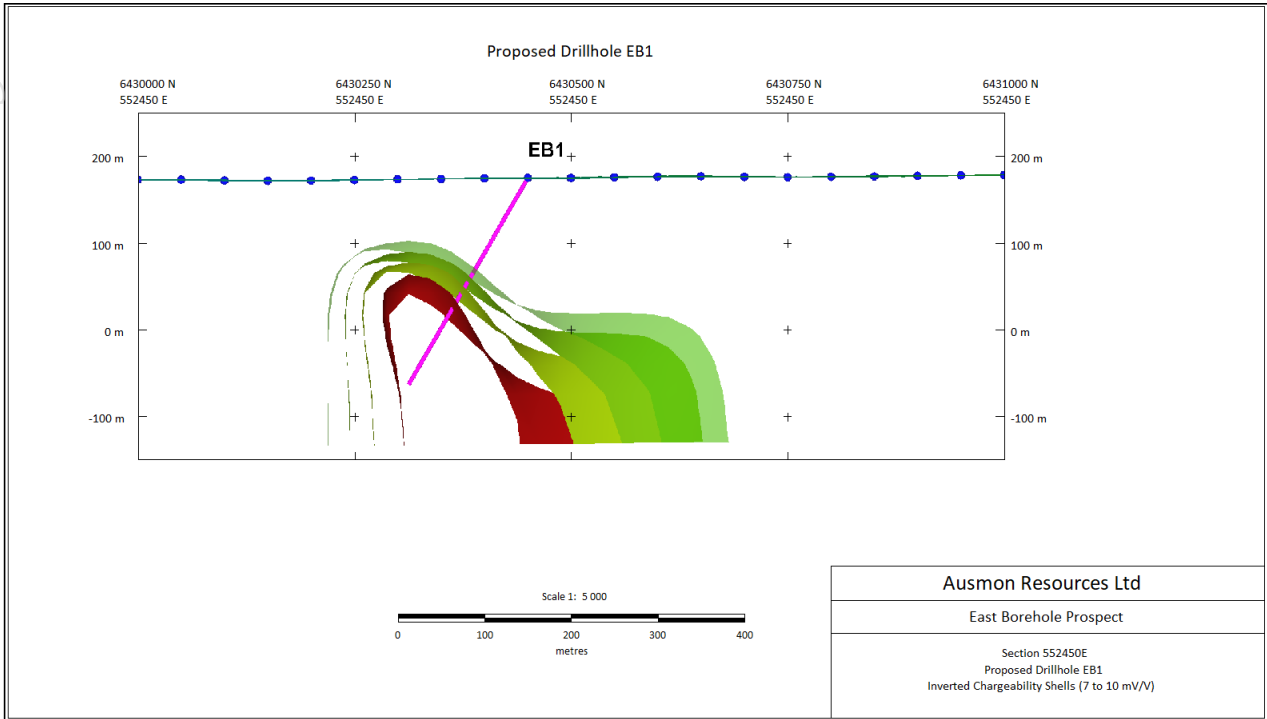 Proposed Drillhole EB1
6430000 N 6430250 N 6430500 N 6430750 N 6431000 N
552450 E 552450 E 552450 E 552450 E 552450 E
EB1
200 m 200 m
100 m 100 m
0 m 0 m
-100 m -100 m
Scale 1: 5 000
0 100 200 300 400
metres
Ausmon Resources Ltd
East Borehole Prospect
Section 552450E
Proposed Drillhole EB1
Inverted Chargeability Shells (7 to 10 mV/V)